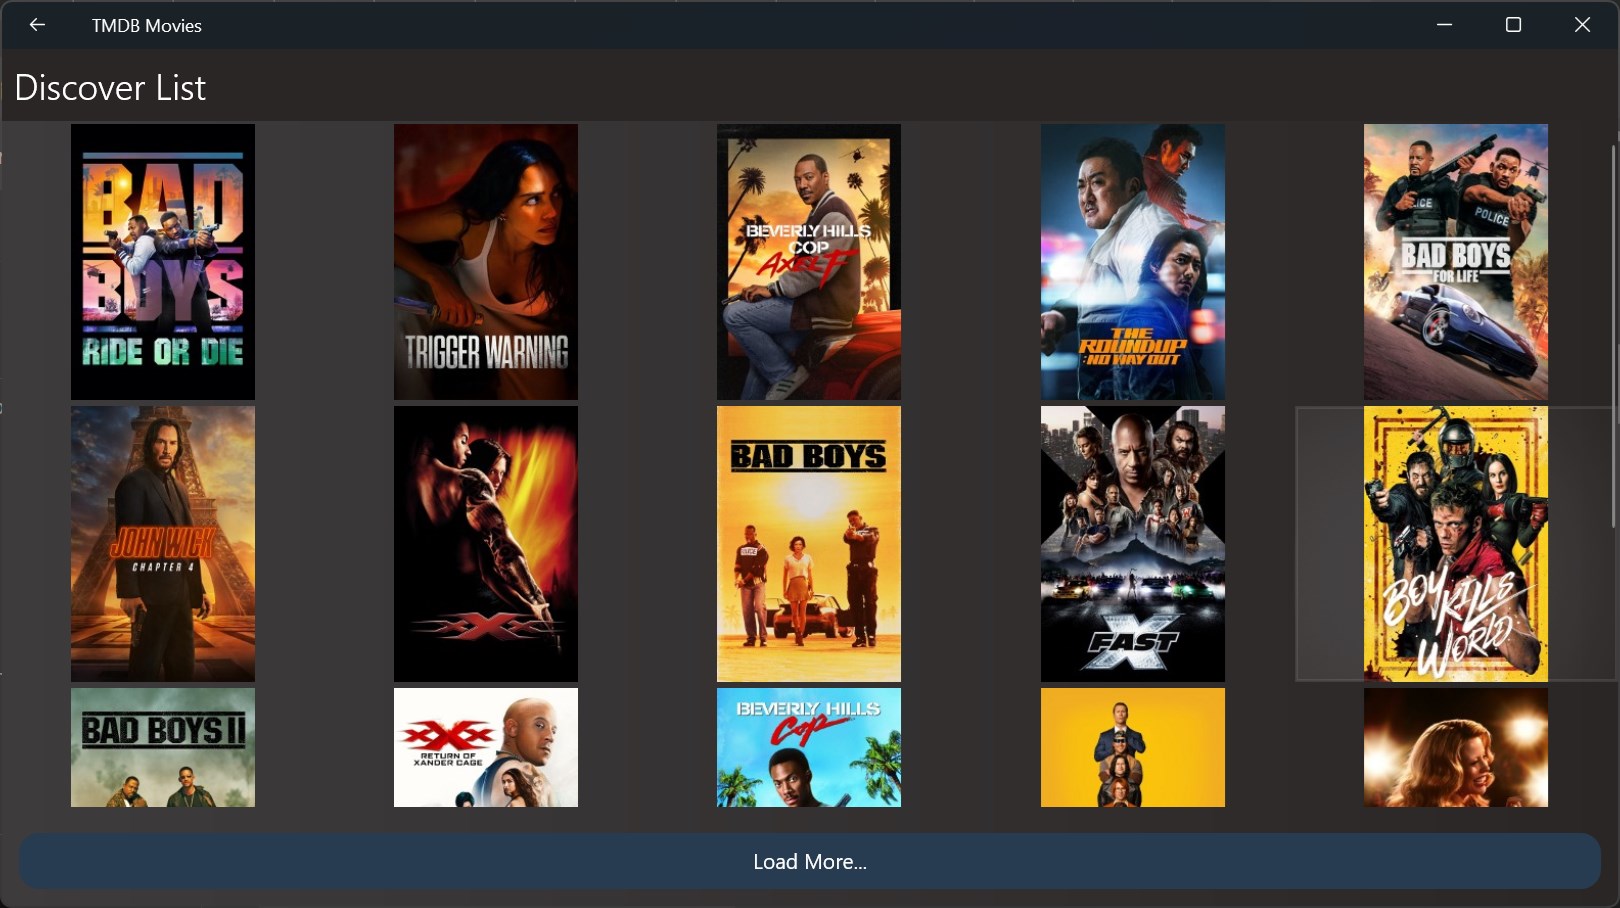 TMDB Movies
Discover List
BAD
BOYS
RIDE OR DIE
TRIGGER WARNING
BEVERLY HILLS
COP
AXEL F
THE
ROUNDUP
:NO WAY OUT
LICE
POLICE
BAD BOYS
FOR LIFE
JOHN WICK
CHAPTER 4
xXx
BAD BOYS
POLICE
FAST
X
BOY
KILLS
WORLD
BAD BOYS II
xXx
RETURN OF
XANDER CAGE
BEVERLY HILLS
Cop
Load More...